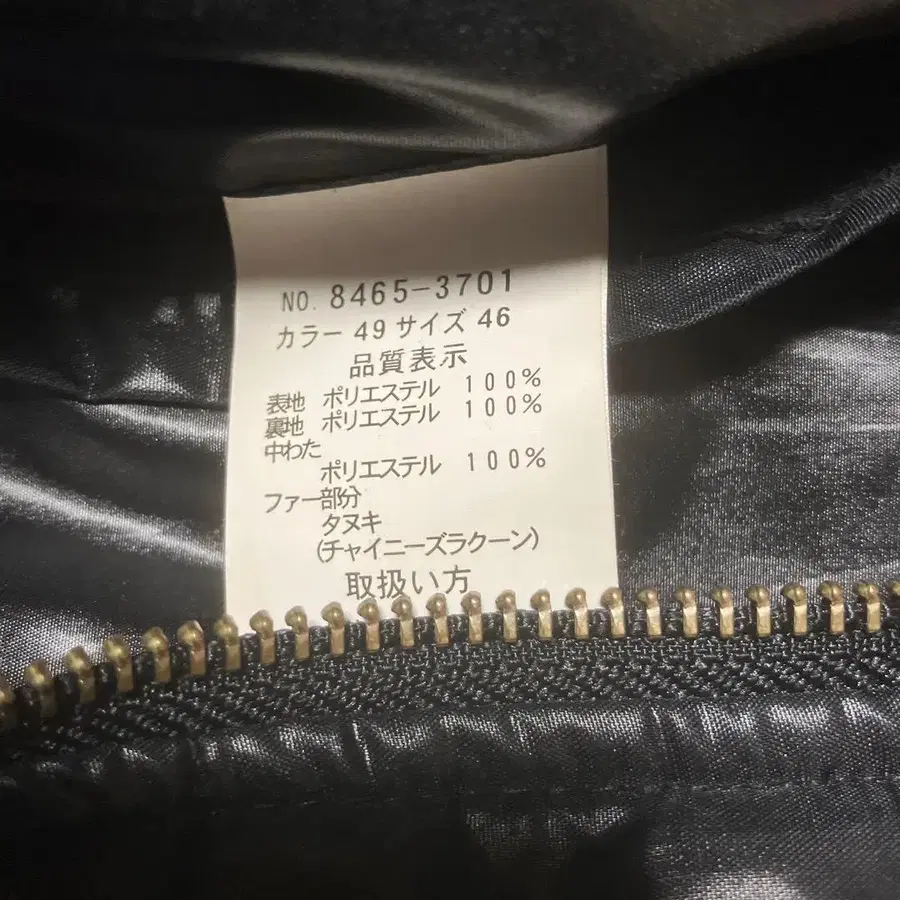 NO. 8465-3701
カラー 49 サイズ 46
品質表示
表地 ポリエステル 100%
裏地 ポリエステル 100%
中わた
ポリエステル 100%
ファー部分
タヌキ
(チャイニーズラクーン)
取扱い方